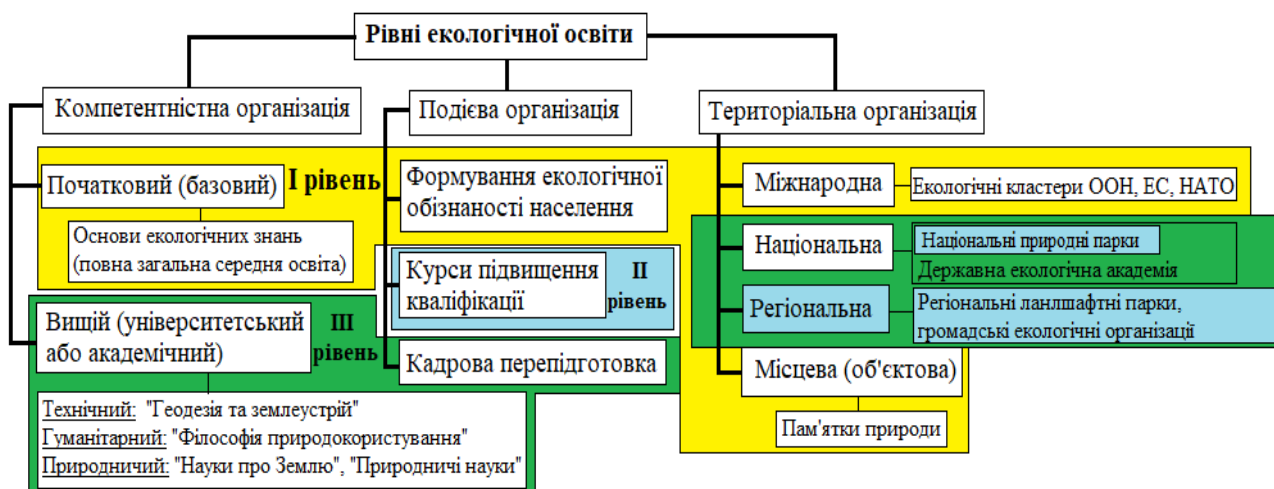 Рівні екологічної освіти
Компетентністна організація
Подієва організація
Територіальна організація
Початковий (базовий)
І рівень
Основи екологічних знань
(повна загальна середня освіта)
Вищій (університетський
або академічний)
ІІІ
рівень
Технічний: "Геодезія та землеустрій"
Гуманітарний: "Філософія природокористування"
Природничий: "Науки про Землю", "Природничі науки"
Формування екологічної
обізнаності населення
Курси підвищення
кваліфікації
ІІ
рівень
Кадрова перепідготовка
Міжнародна
Екологічні кластери ООН, ЕС, НАТО
Національна
Національні природні парки
Державна екологічна академія
Регіональна
Регіональні ланлшафтні парки,
громадські екологічні організації
Місцева (об'єктова)
Пам'ятки природи